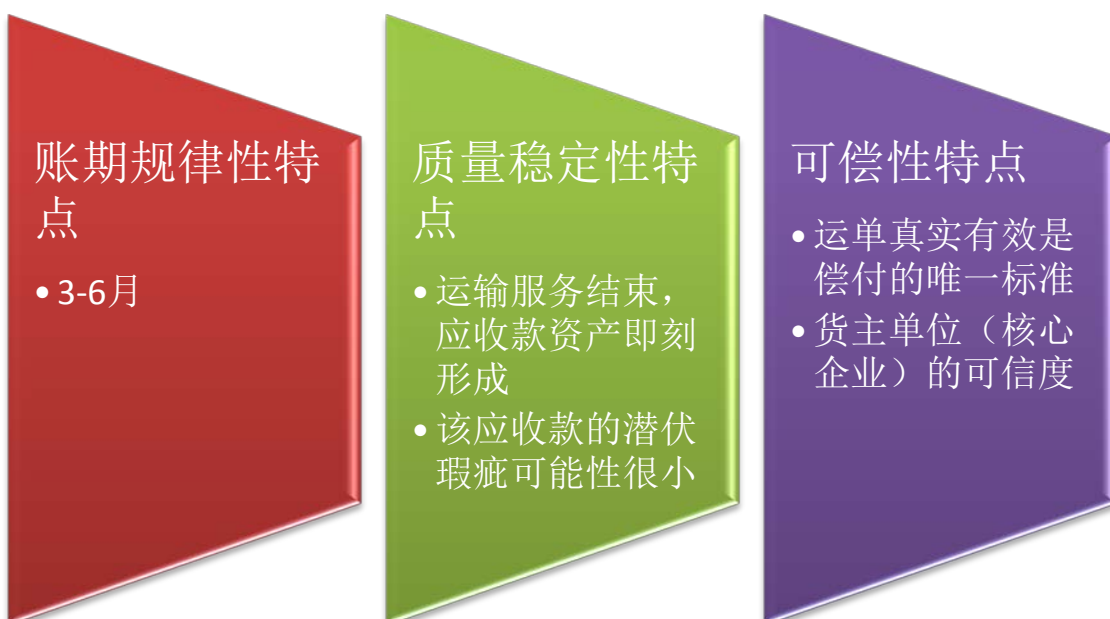 账期规律性特
点
•3-6月
质量稳定性特
点
•运输服务结束，
应收款资产即刻
形成
•该应收款的潜伏
瑕疵可能性很小
可偿性特点
•运单真实有效是
偿付的唯一标准
•货主单位（核心
企业）的可信度